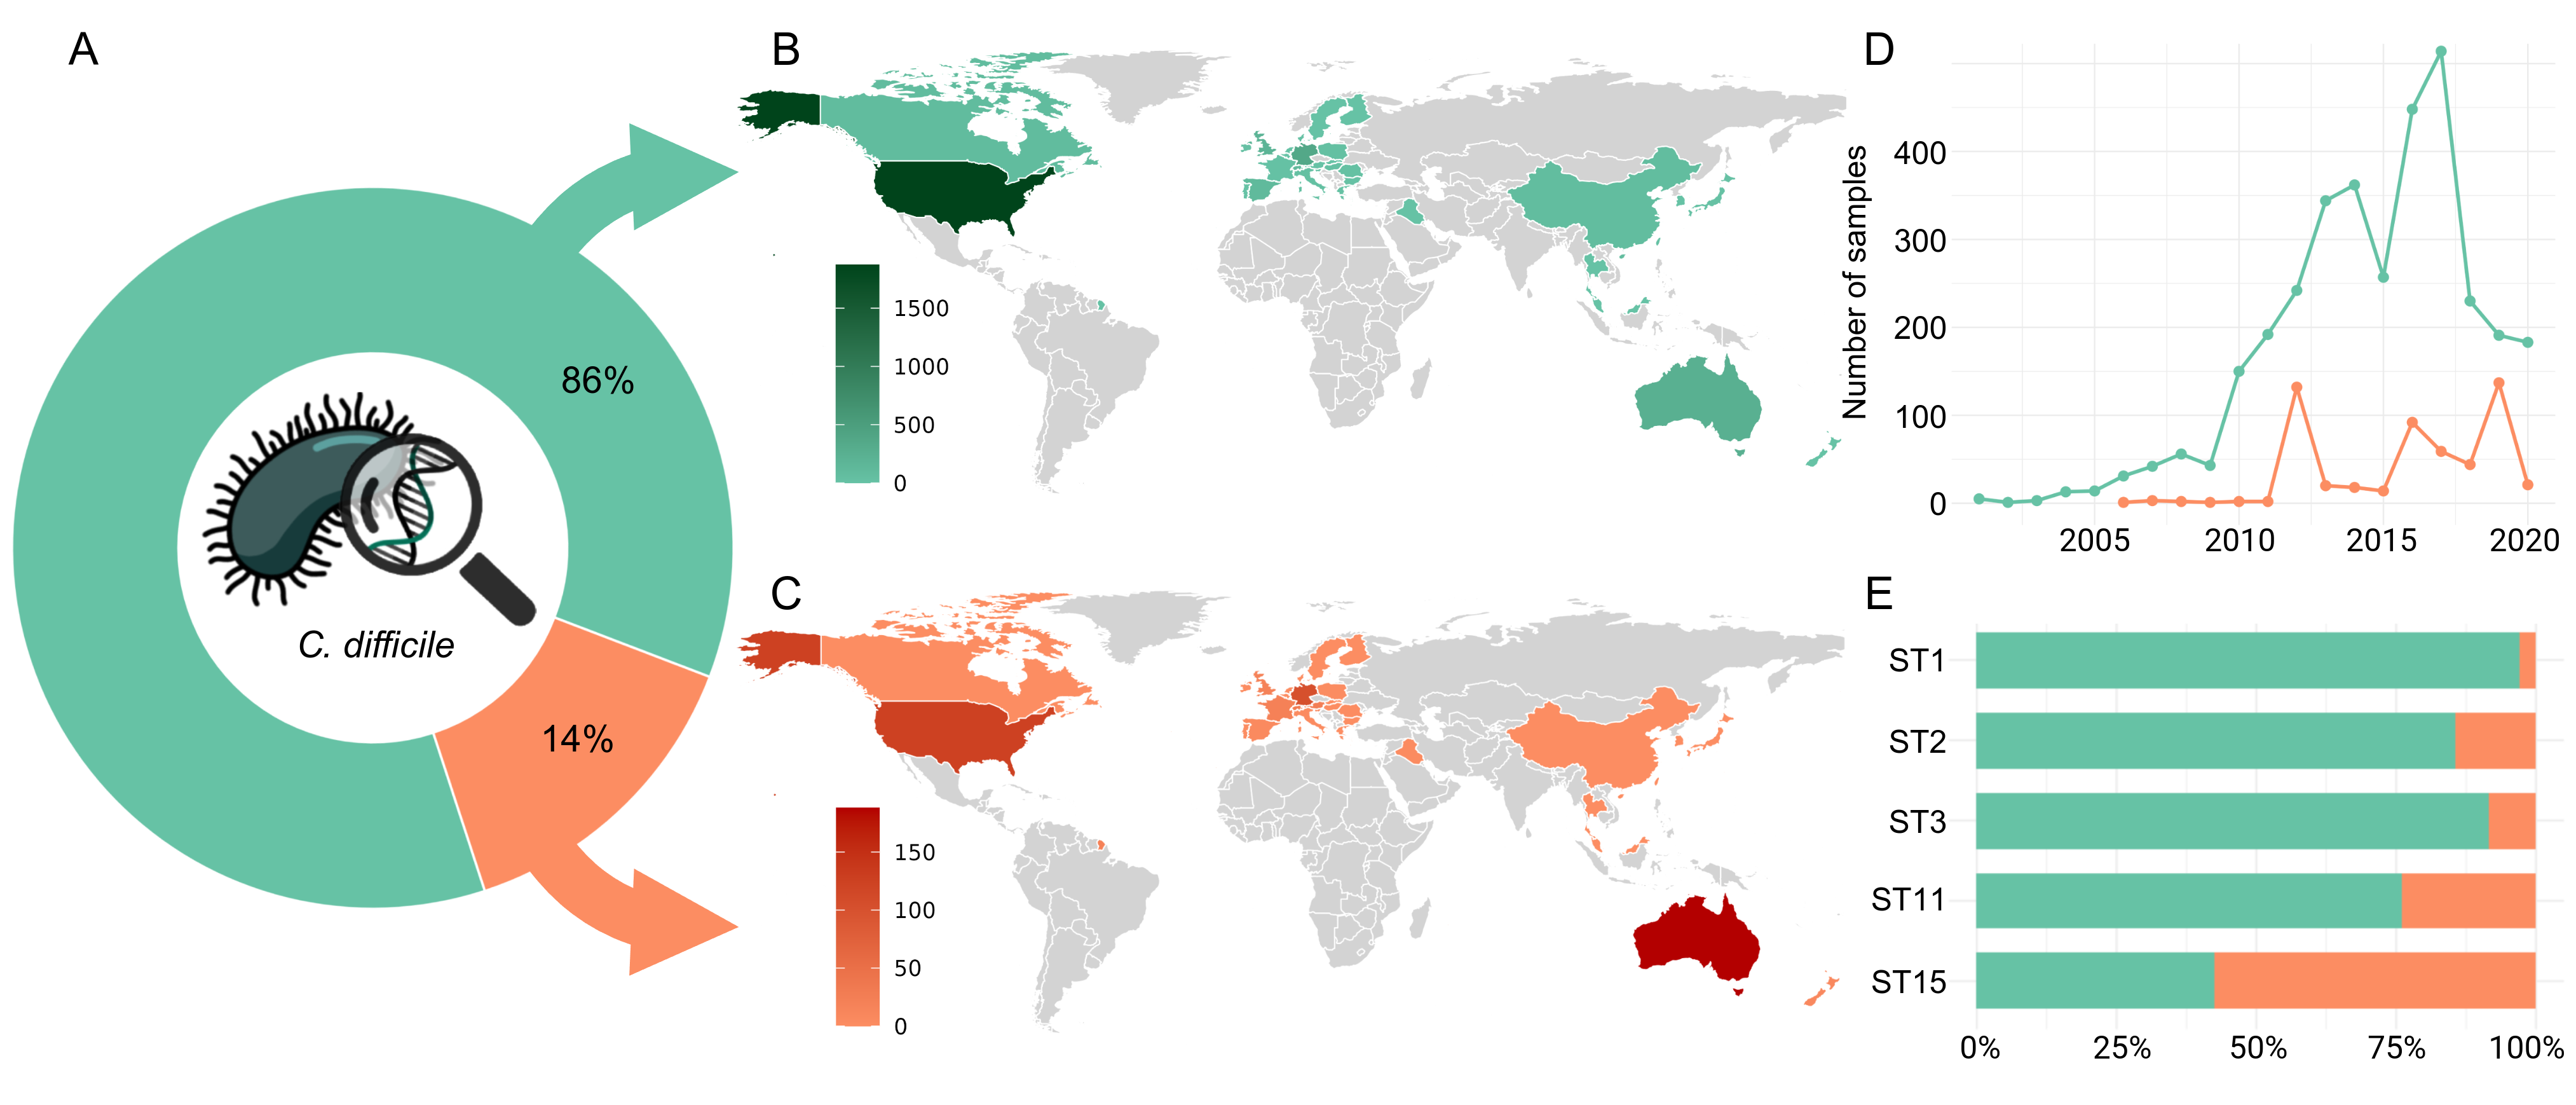 A
86%
14%
C. difficile
B
1500
1000
500
0
C
150
100
50
0
D
Number of samples
400
300
200
100
0
2005 2010 2015 2020
E
ST1
ST2
ST3
ST11
ST15
0% 25% 50% 75% 100%